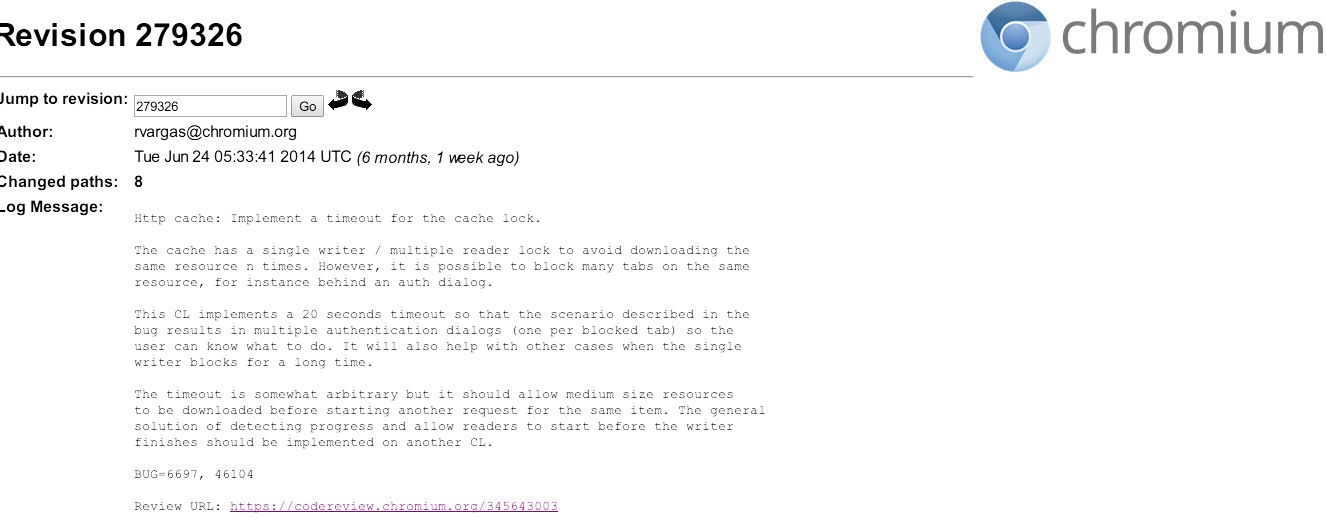 Revision 279326
chromium
Jump to revision: 279326 Go
Author: rvargas@chromium.org
Date: Tue Jun 24 05:33:41 2014 UTC (6 months, 1 week ago)
Changed paths: 8
Log Message:
Http cache: Implement a timeout for the cache lock.
The cache has a single writer / multiple reader lock to avoid downloading the
same resource n times. However, it is possible to block many tabs on the same
resource, for instance behind an auth dialog.
This CL implements a 20 seconds timeout so that the scenario described in the
bug results in multiple authentication dialogs (one per blocked tab) so the
user can know what to do. It will also help with other cases when the single
writer blocks for a long time.
The timeout is somewhat arbitrary but it should allow medium size resources
to be downloaded before starting another request for the same item. The general
solution of detecting progress and allow readers to start before the writer
finishes should be implemented on another CL.
BUG=6697, 46104
Review URL: https://codereview.chromium.org/345643003